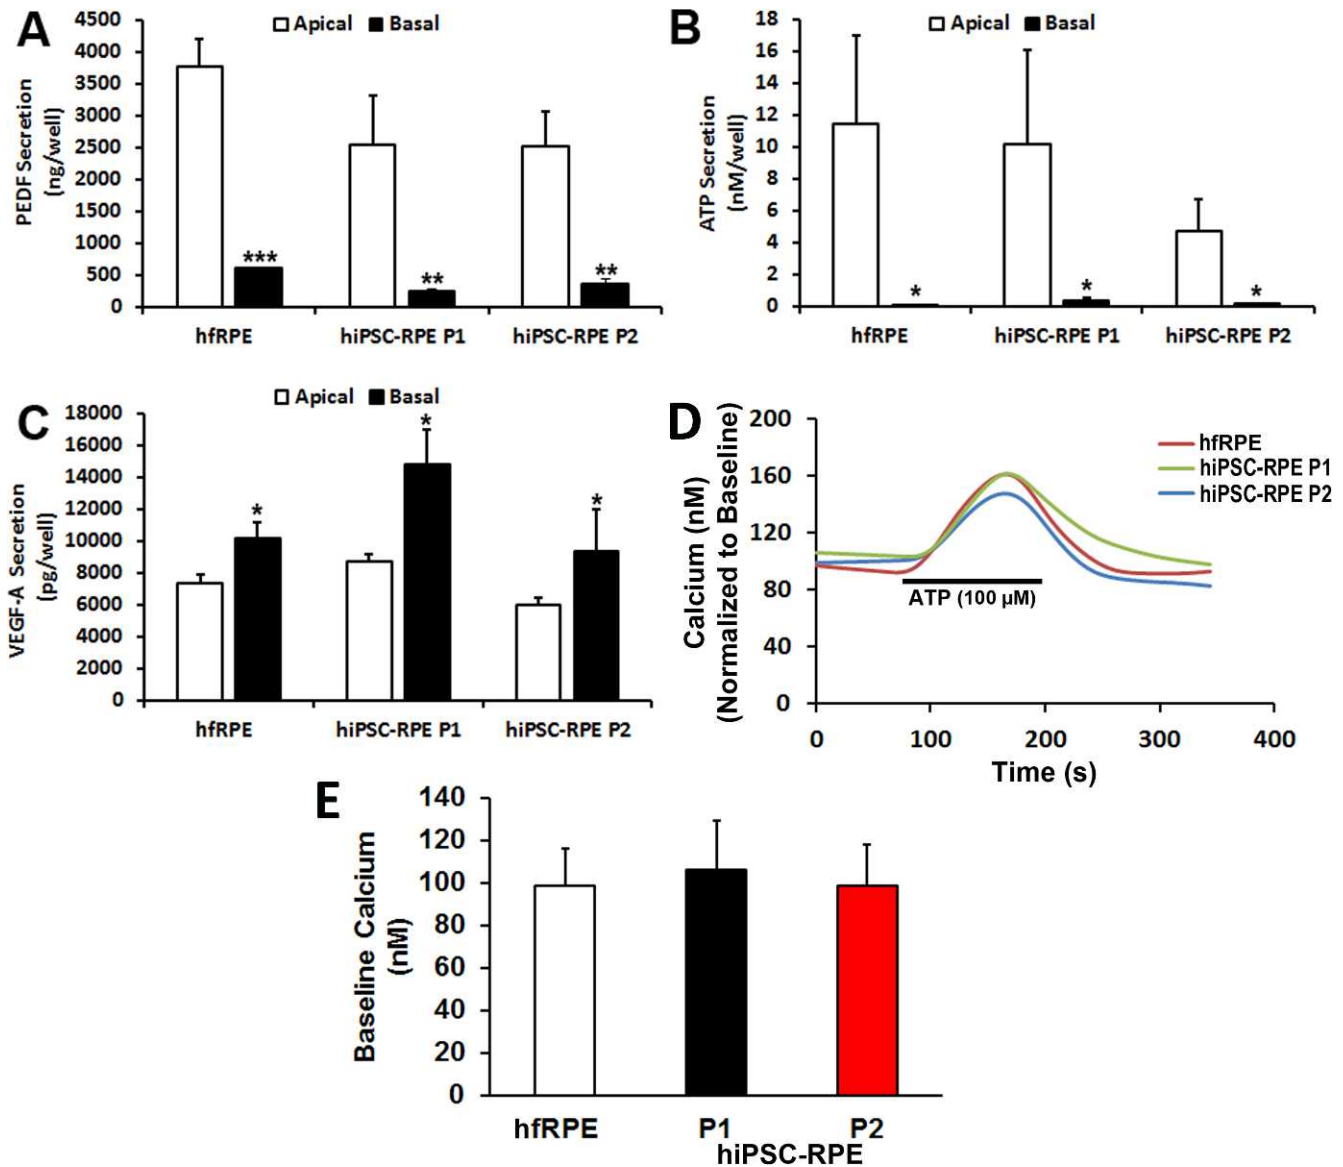 A
Apical Basal
PEDF Secretion
(ng/well)
4500
4000
3500
3000
2500
2000
1500
1000
500
0
***
**
**
hfRPE hiPSC-RPE P1 hiPSC-RPE P2
B
Apical Basal
ATP Secretion
(nM/well)
18
16
14
12
10
8
6
4
2
0
*
*
*
hfRPE hiPSC-RPE P1 hiPSC-RPE P2
C
Apical Basal
VEGF-A Secretion
(pg/well)
18000
16000
14000
12000
10000
8000
6000
4000
2000
0
*
*
*
hfRPE hiPSC-RPE P1 hiPSC-RPE P2
D
Calcium (nM)
(Normalized to Baseline)
200
160
120
80
40
0
hfRPE
hiPSC-RPE P1
hiPSC-RPE P2
ATP (100 µM)
0 100 200 300 400
Time (s)
E
Baseline Calcium
(nM)
140
120
100
80
60
40
20
0
hfRPE P1 P2
hiPSC-RPE